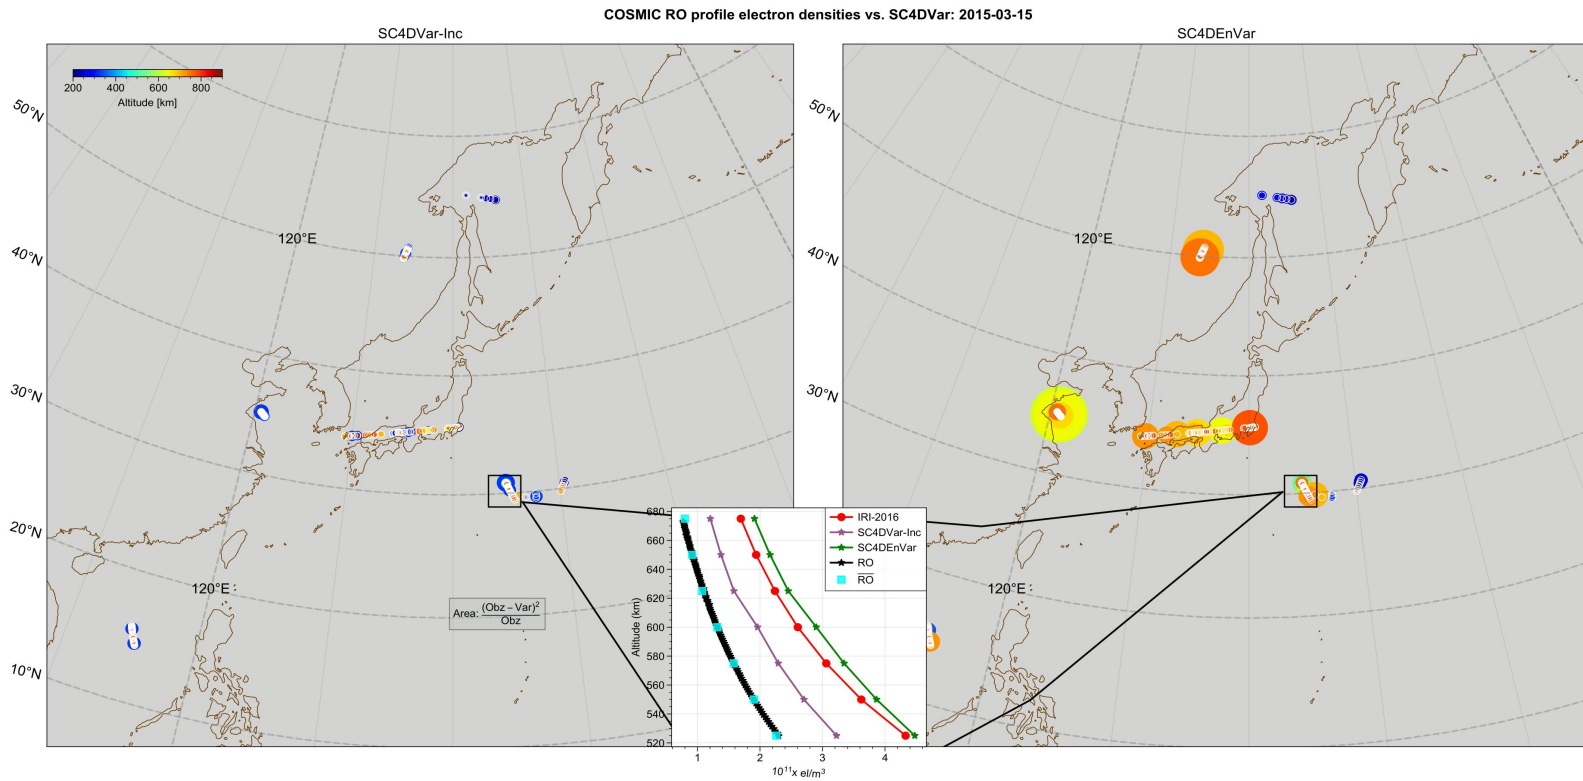 COSMIC RO profile electron densities vs. SC4DVar: 2015-03-15
SC4DVar-Inc
SC4DEnVar
200 400 600 800
Altitude [km]
50°N
40°N
30°N
20°N
10°N
120°E
120°E
50°N
40°N
30°N
20°N
10°N
120°E
120°E
Area: (Obz – Var)²
Obz
IRI-2016
SC4DVar-Inc
SC4DEnVar
RO
R̅O̅
Altitude (km)
680
660
640
620
600
580
560
540
520
1 2 3 4
10¹¹x el/m³